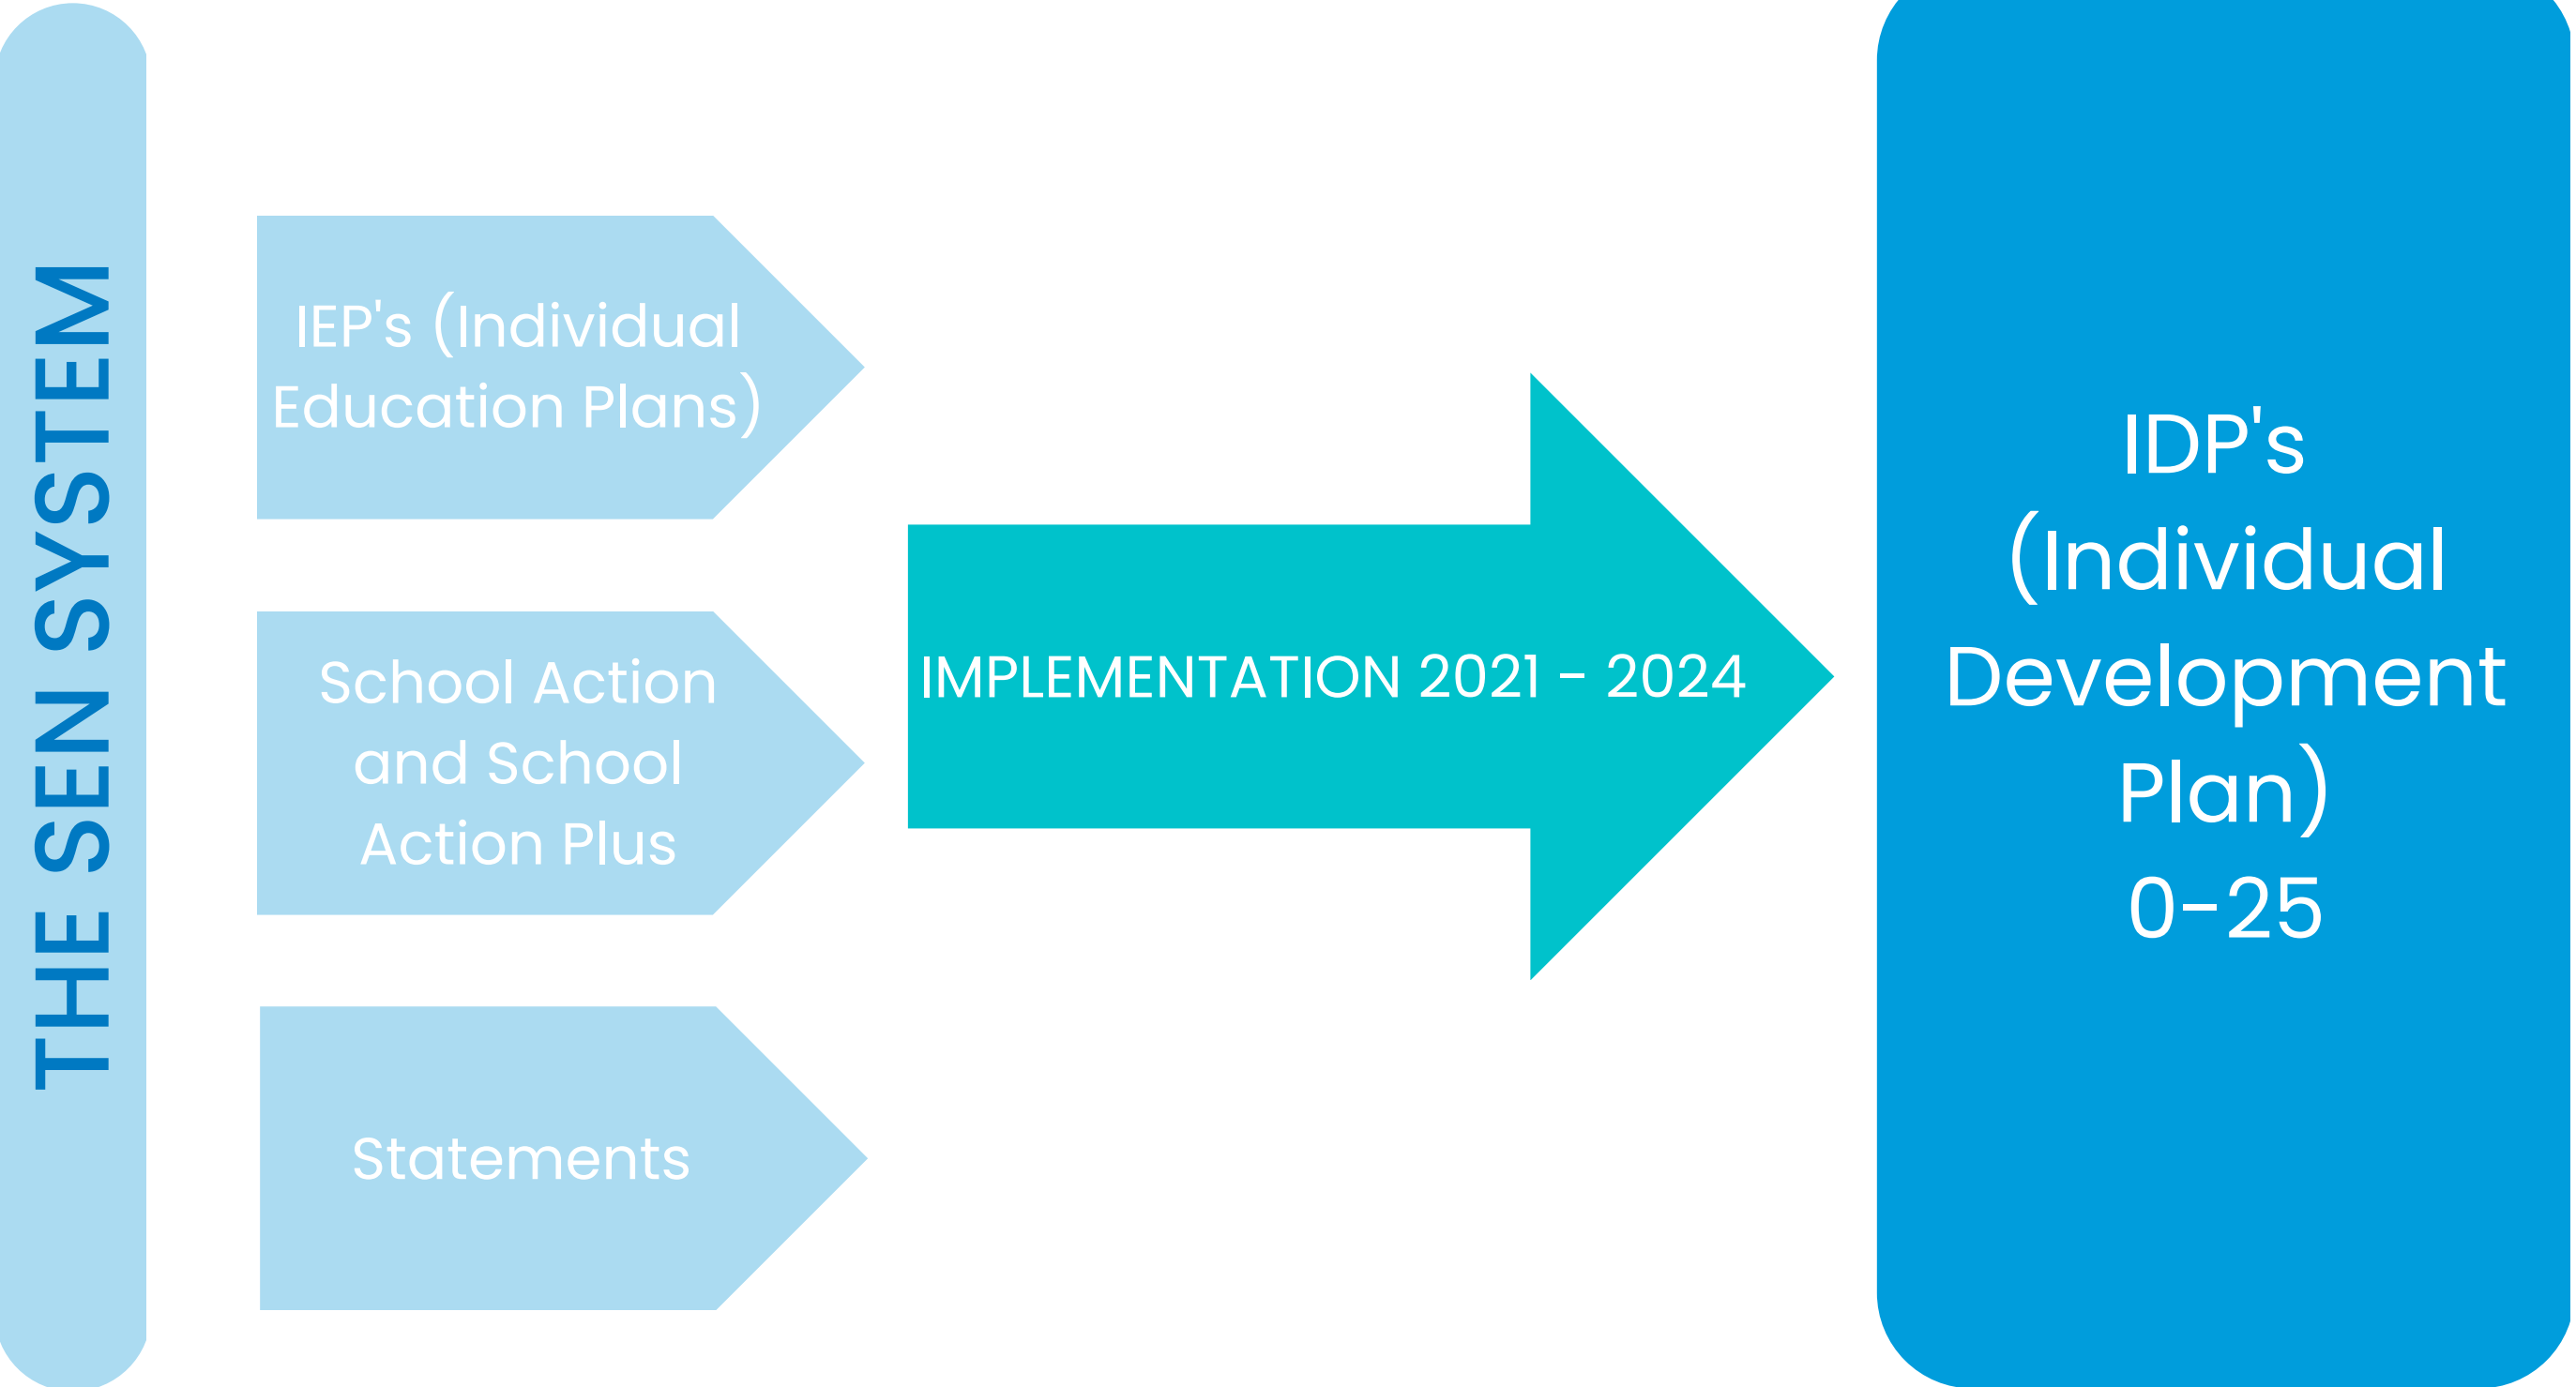 THE SEN SYSTEM
IEP's (Individual
Education Plans)
School Action
and School
Action Plus
Statements
IMPLEMENTATION 2021 - 2024
IDP's
(Individual
Development
Plan)
0-25